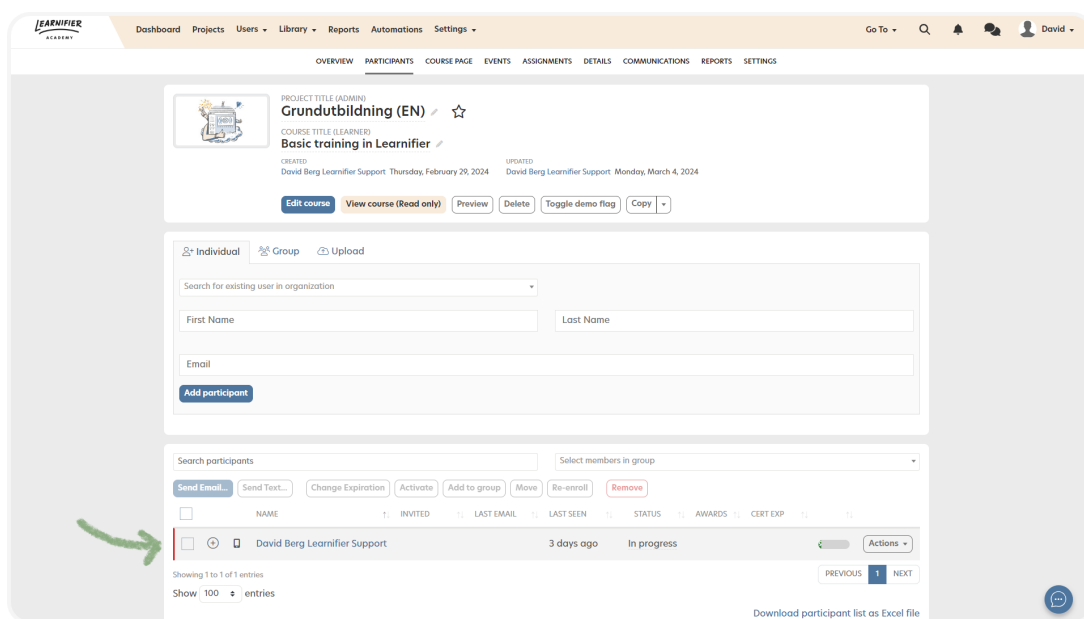 LEARNIFIER
ACADEMY
Dashboard Projects Users Library Reports Automations Settings Go To David
OVERVIEW PARTICIPANTS COURSE PAGE EVENTS ASSIGNMENTS DETAILS COMMUNICATIONS REPORTS SETTINGS
PROJECT TITLE (ADMIN)
Grundutbildning (EN)
COURSE TITLE (LEARNER)
Basic training in Learnifier
CREATED UPDATED
David Berg Learnifier Support Thursday, February 29, 2024 David Berg Learnifier Support Monday, March 4, 2024
Edit course View course (Read only) Preview Delete Toggle demo flag Copy
Individual Group Upload
Search for existing user in organization
First Name Last Name
Email
Add participant
Search participants Select members in group
Send Email... Send Text... Change Expiration Activate Add to group Move Re-enroll Remove
NAME INVITED LAST EMAIL LAST SEEN STATUS AWARDS CERT EXP
David Berg Learnifier Support 3 days ago In progress Actions
Showing 1 to 1 of 1 entries PREVIOUS 1 NEXT
Show 100 entries
Download participant list as Excel file